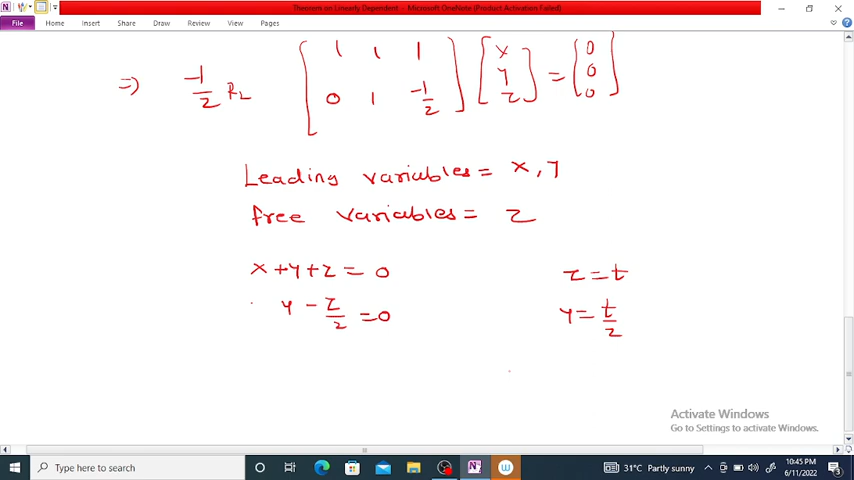 Theorem on Linearly Dependent - Microsoft OneNote (Product Activation Failed)
File Home Insert Share Draw Review View Pages
1 1 1 x 0
⇒ -1/2 R2 y = 0
0 1 -1/2 z 0
Leading variables = x, y
free variables = z
x+y+z = 0 z = t
y - z/2 = 0 y = t/2
Activate Windows
Go to Settings to activate Windows.
Type here to search 31°C Partly sunny 10:45 PM
6/11/2022